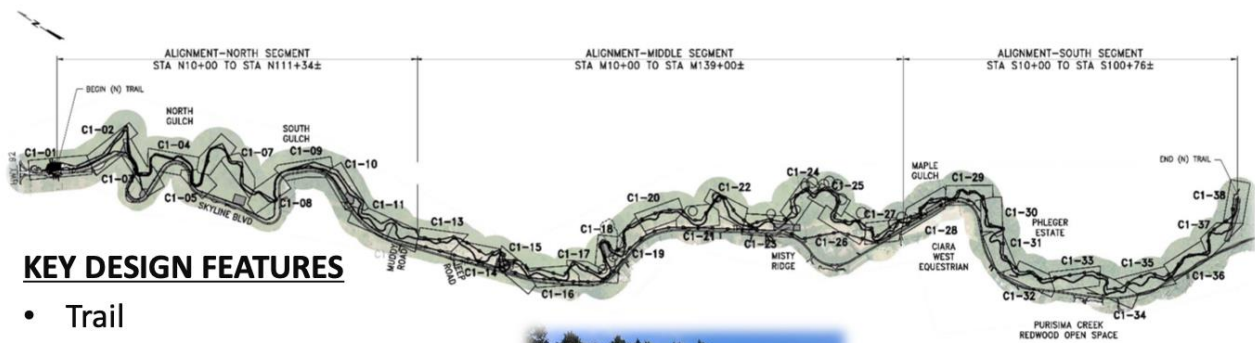 N
ALIGNMENT-NORTH SEGMENT
STA N10+00 TO STA N111+34±
ALIGNMENT-MIDDLE SEGMENT
STA M10+00 TO STA M139+00±
ALIGNMENT-SOUTH SEGMENT
STA S10+00 TO STA S100+76±
BEGIN (N) TRAIL
END (N) TRAIL
NORTH
GULCH
SOUTH
GULCH
MAPLE
GULCH
C1-01
C1-02
C1-03
C1-04
C1-05
C1-07
C1-08
C1-09
C1-10
C1-11
C1-13
C1-14
C1-15
C1-16
C1-17
C1-18
C1-19
C1-20
C1-21
C1-22
C1-23
C1-24
C1-25
C1-26
C1-27
C1-28
C1-29
C1-30
C1-31
C1-32
C1-33
C1-34
C1-35
C1-36
C1-37
C1-38
HWY 92
SKYLINE BLVD
MUDDY
ROAD
ROAD
MISTY
RIDGE
CIARA
WEST
EQUESTRIAN
PHLEGER
ESTATE
PURISIMA CREEK
REDWOOD OPEN SPACE
KEY DESIGN FEATURES
• Trail